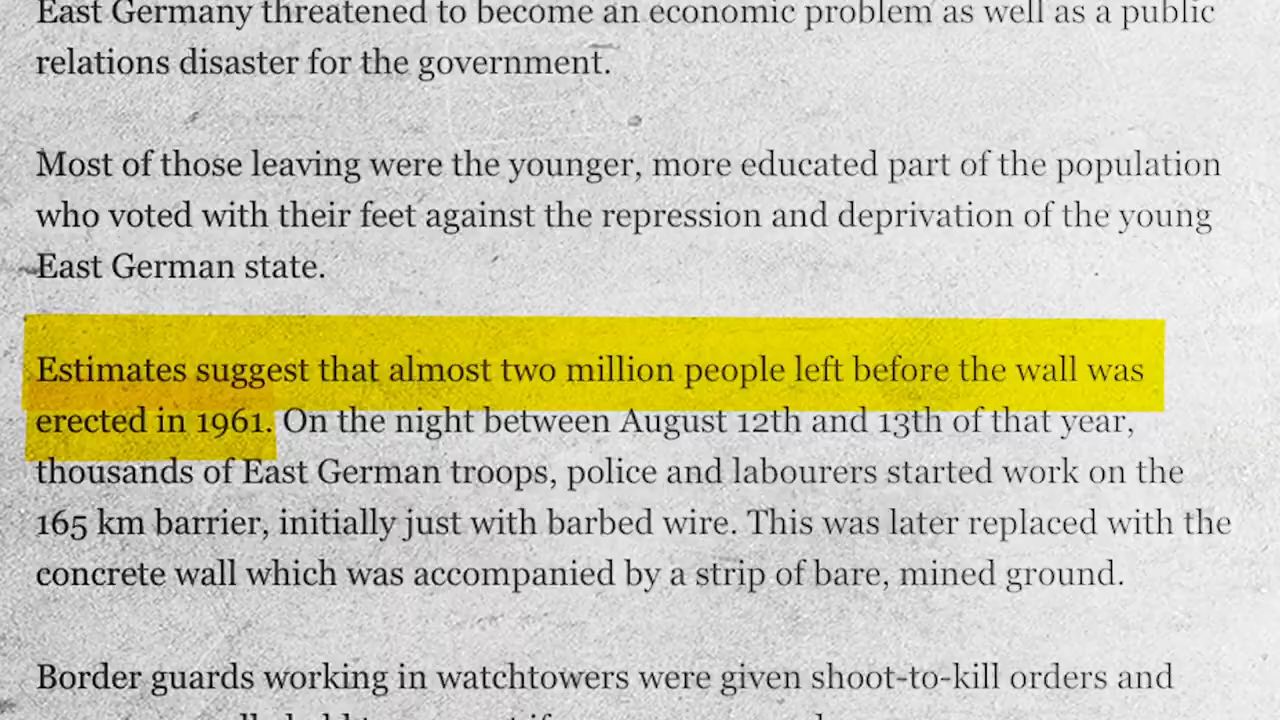 East Germany threatened to become an economic problem as well as a public
relations disaster for the government.
Most of those leaving were the younger, more educated part of the population
who voted with their feet against the repression and deprivation of the young
East German state.
Estimates suggest that almost two million people left before the wall was
erected in 1961. On the night between August 12th and 13th of that year,
thousands of East German troops, police and labourers started work on the
165 km barrier, initially just with barbed wire. This was later replaced with the
concrete wall which was accompanied by a strip of bare, mined ground.
Border guards working in watchtowers were given shoot-to-kill orders and